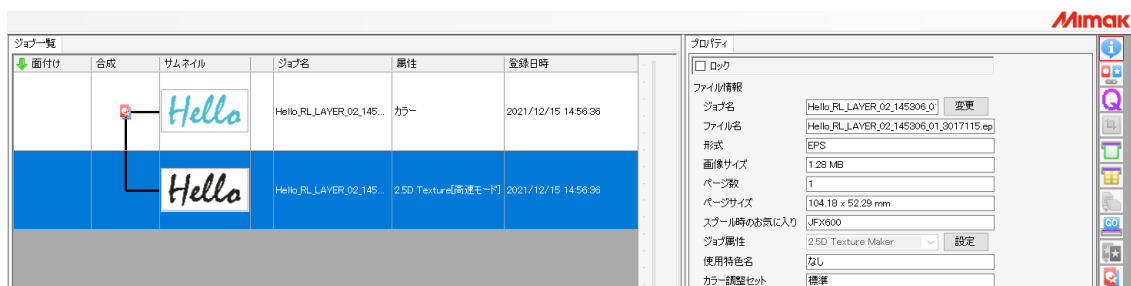 Mimak
ジョブ一覧
面付け 合成 サムネイル ジョブ名 属性 登録日時
Hello Hello_RL_LAYER_02_145... カラー 2021/12/15 14:56:36
Hello Hello_RL_LAYER_02_145... 2.5D Texture[高速モード] 2021/12/15 14:56:36
プロパティ
ロック
ファイル情報
ジョブ名 Hello_RL_LAYER_02_145306_0 変更
ファイル名 Hello_RL_LAYER_02_145306_01_3017115.ep
形式 EPS
画像サイズ 1.28 MB
ページ数 1
ページサイズ 104.18 x 52.29 mm
スプール時のお気に入り JFX600
ジョブ属性 2.5D Texture Maker 設定
使用特色名 なし
カラー調整セット 標準
GO